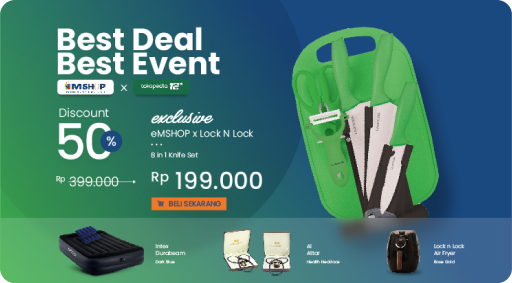 Best Deal
Best Event
MSHOP
x
tokopedia 12
Discount
50%
Rp 399.000
exclusive
eMSHOP x Lock N Lock
8 in 1 Knife Set
Rp 199.000
BELI SEKARANG
Intex
Durabeam
Dark Blue
Al
Attar
Health Necklace
Lock n Lock
Air Fryer
Rose Gold